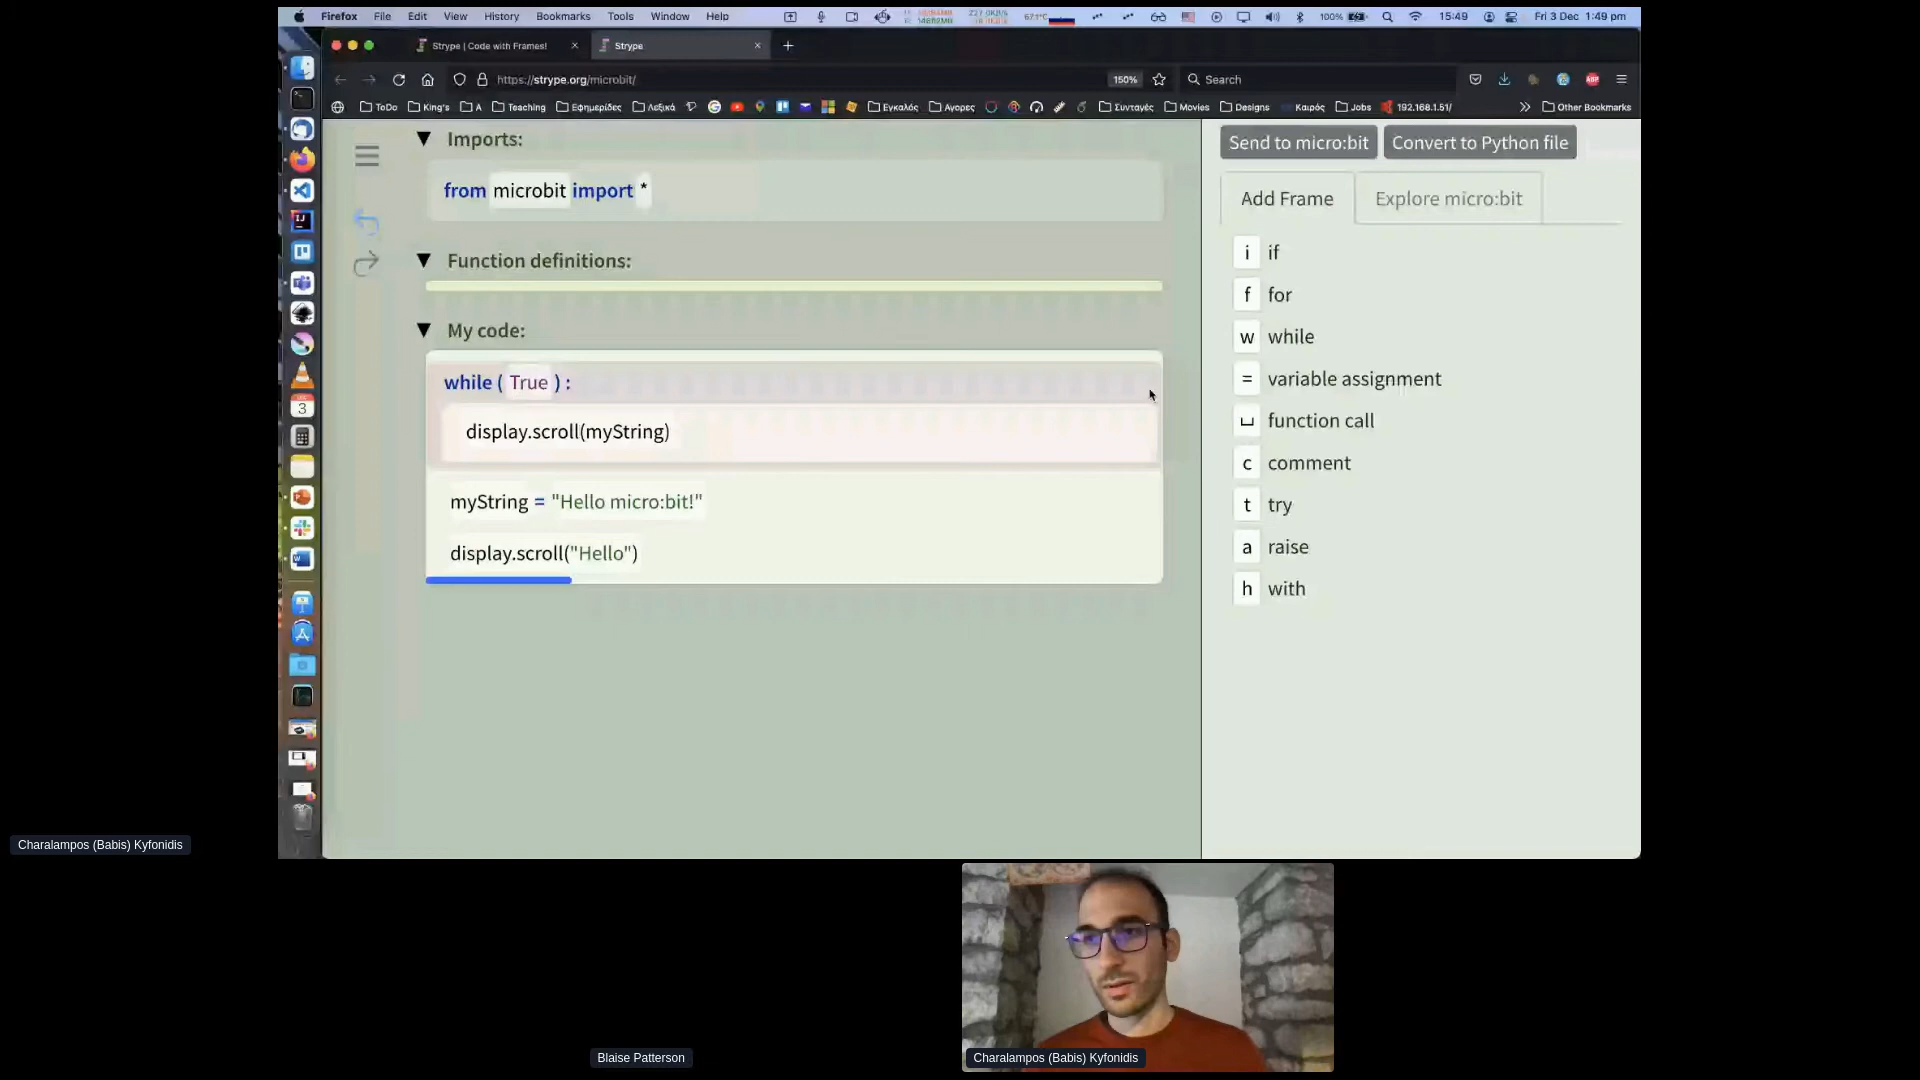 Firefox File Edit View History Bookmarks Tools Window Help 100% 15:49 Fri 3 Dec 1:49 pm
Strype | Code with Frames!
Strype
https://strype.org/microbit/
150%
Search
ToDo King's A Teaching Εφημερίδες Λεξικά Εγκαλός Αγορες Συνταγές Movies Designs Καιρός Jobs 192.168.1.51/ Other Bookmarks
Imports:
from microbit import *
Function definitions:
My code:
while ( True ) :
display.scroll(myString)
myString = "Hello micro:bit!"
display.scroll("Hello")
Send to micro:bit Convert to Python file
Add Frame Explore micro:bit
i if
f for
w while
= variable assignment
function call
c comment
t try
a raise
h with
Charalampos (Babis) Kyfonidis
Blaise Patterson
Charalampos (Babis) Kyfonidis